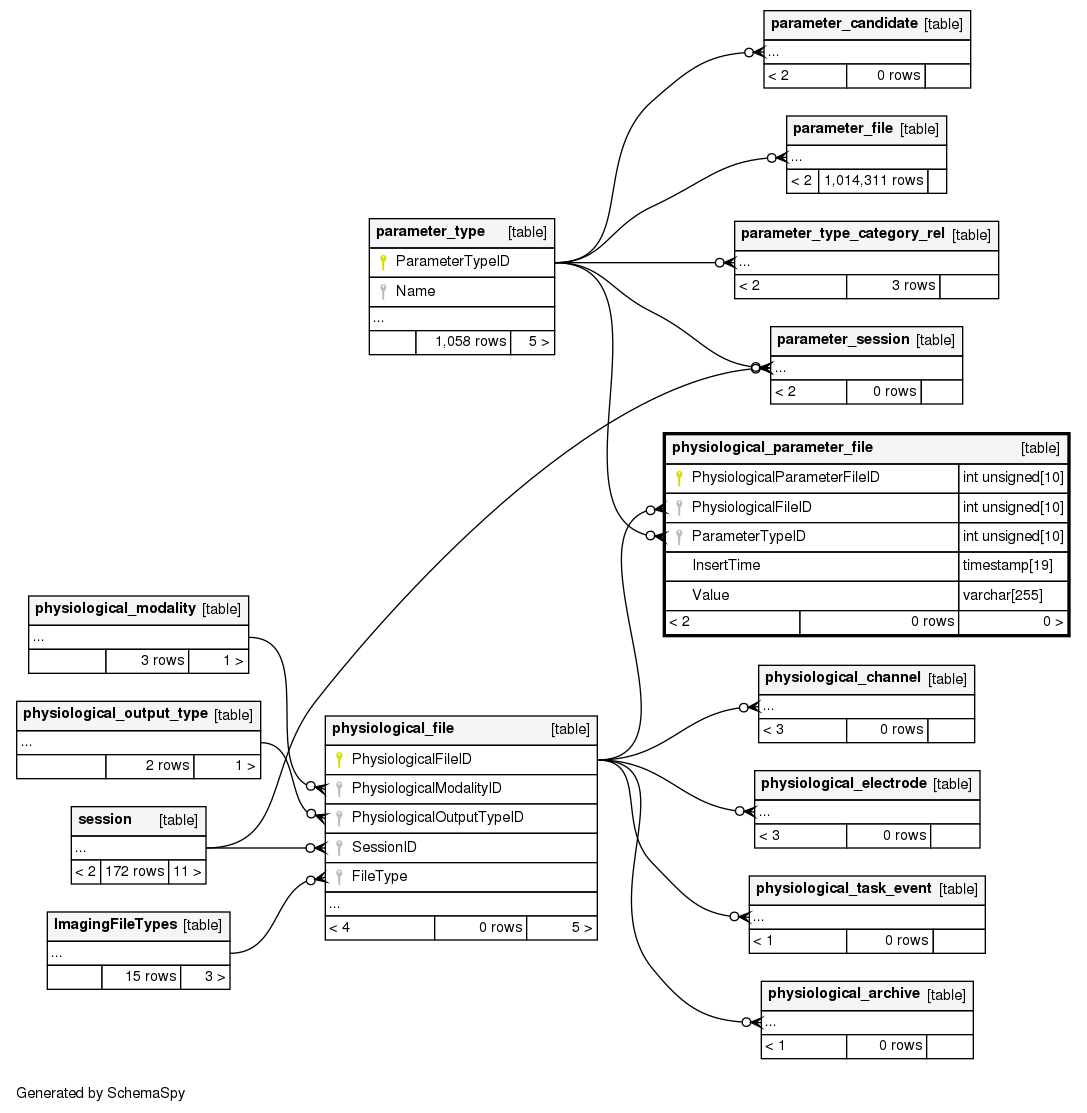 parameter_candidate [table]
...
< 2 0 rows
parameter_file [table]
...
< 2 1,014,311 rows
parameter_type [table]
ParameterTypeID
Name
...
1,058 rows 5 >
parameter_type_category_rel [table]
...
< 2 3 rows
parameter_session [table]
...
< 2 0 rows
physiological_parameter_file [table]
PhysiologicalParameterFileID int unsigned[10]
PhysiologicalFileID int unsigned[10]
ParameterTypeID int unsigned[10]
InsertTime timestamp[19]
Value varchar[255]
< 2 0 rows 0 >
physiological_modality [table]
...
3 rows 1 >
physiological_output_type [table]
...
2 rows 1 >
session [table]
...
< 2 172 rows 11 >
ImagingFileTypes [table]
...
15 rows 3 >
physiological_file [table]
PhysiologicalFileID
PhysiologicalModalityID
PhysiologicalOutputTypeID
SessionID
FileType
...
< 4 0 rows 5 >
physiological_channel [table]
...
< 3 0 rows
physiological_electrode [table]
...
< 3 0 rows
physiological_task_event [table]
...
< 1 0 rows
physiological_archive [table]
...
< 1 0 rows
Generated by SchemaSpy